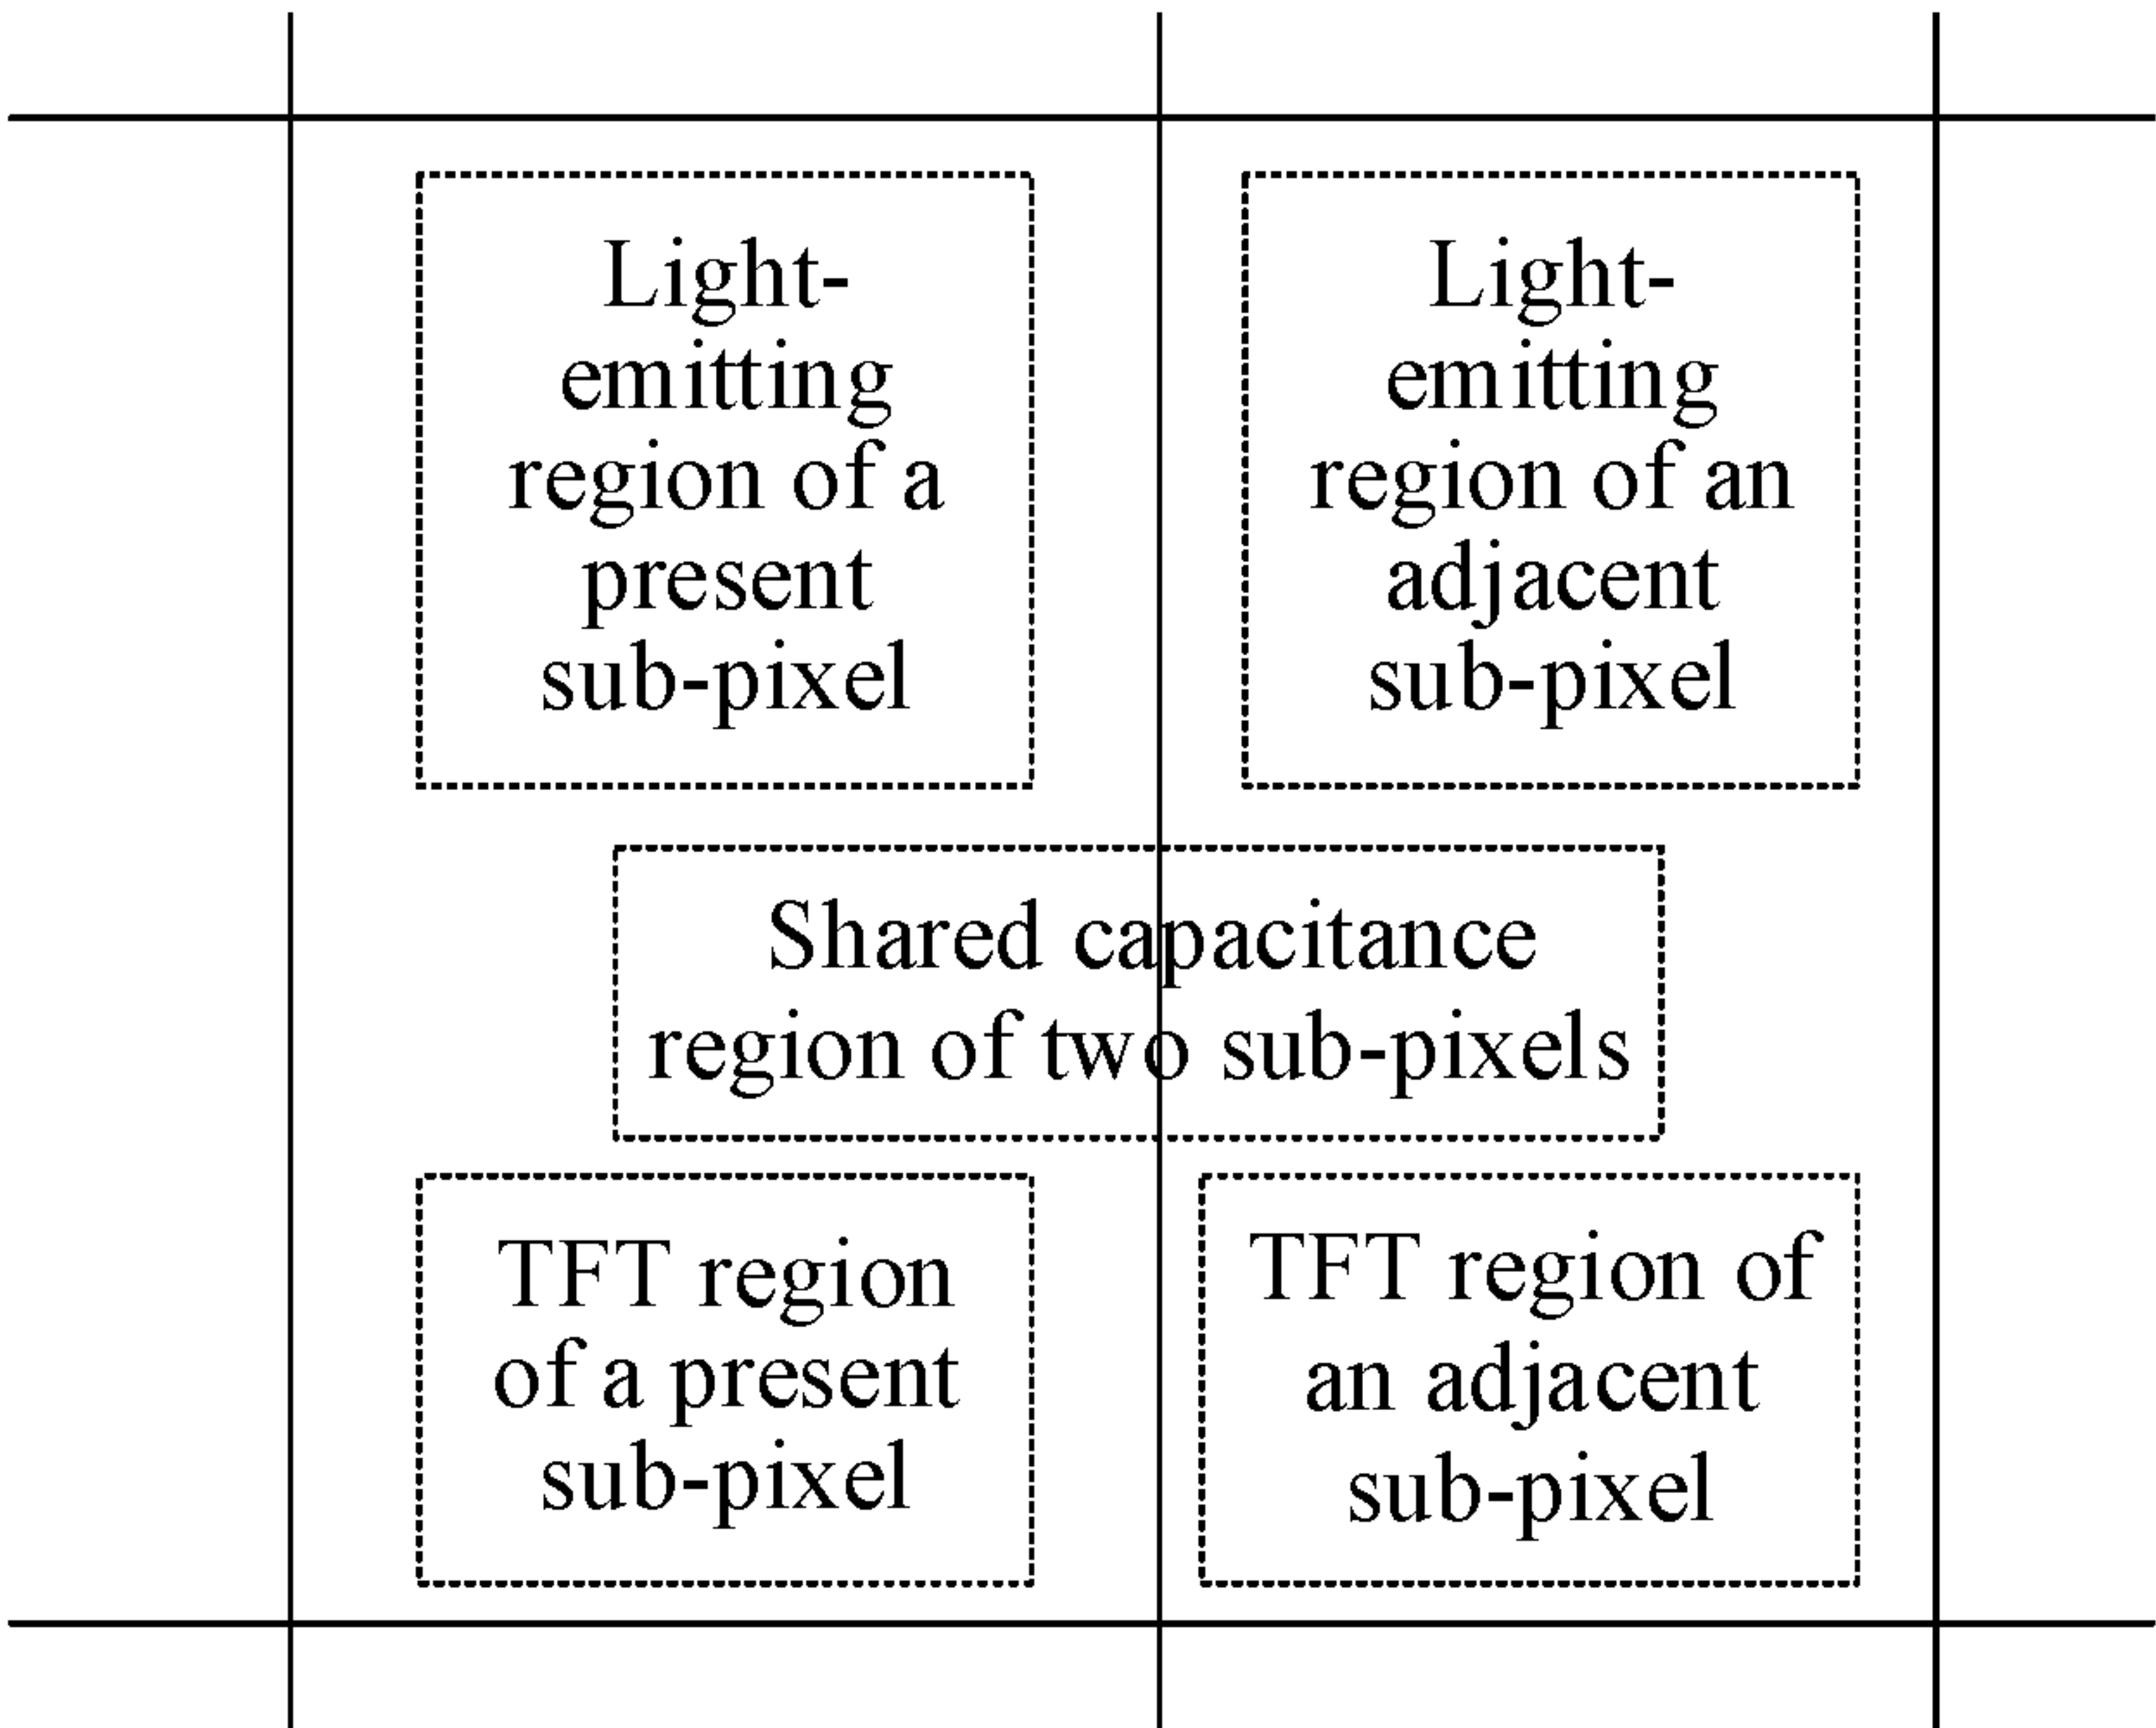 Light-
emitting
region of a
present
sub-pixel
Light-
emitting
region of an
adjacent
sub-pixel
Shared capacitance
region of two sub-pixels
TFT region
of a present
sub-pixel
TFT region of
an adjacent
sub-pixel